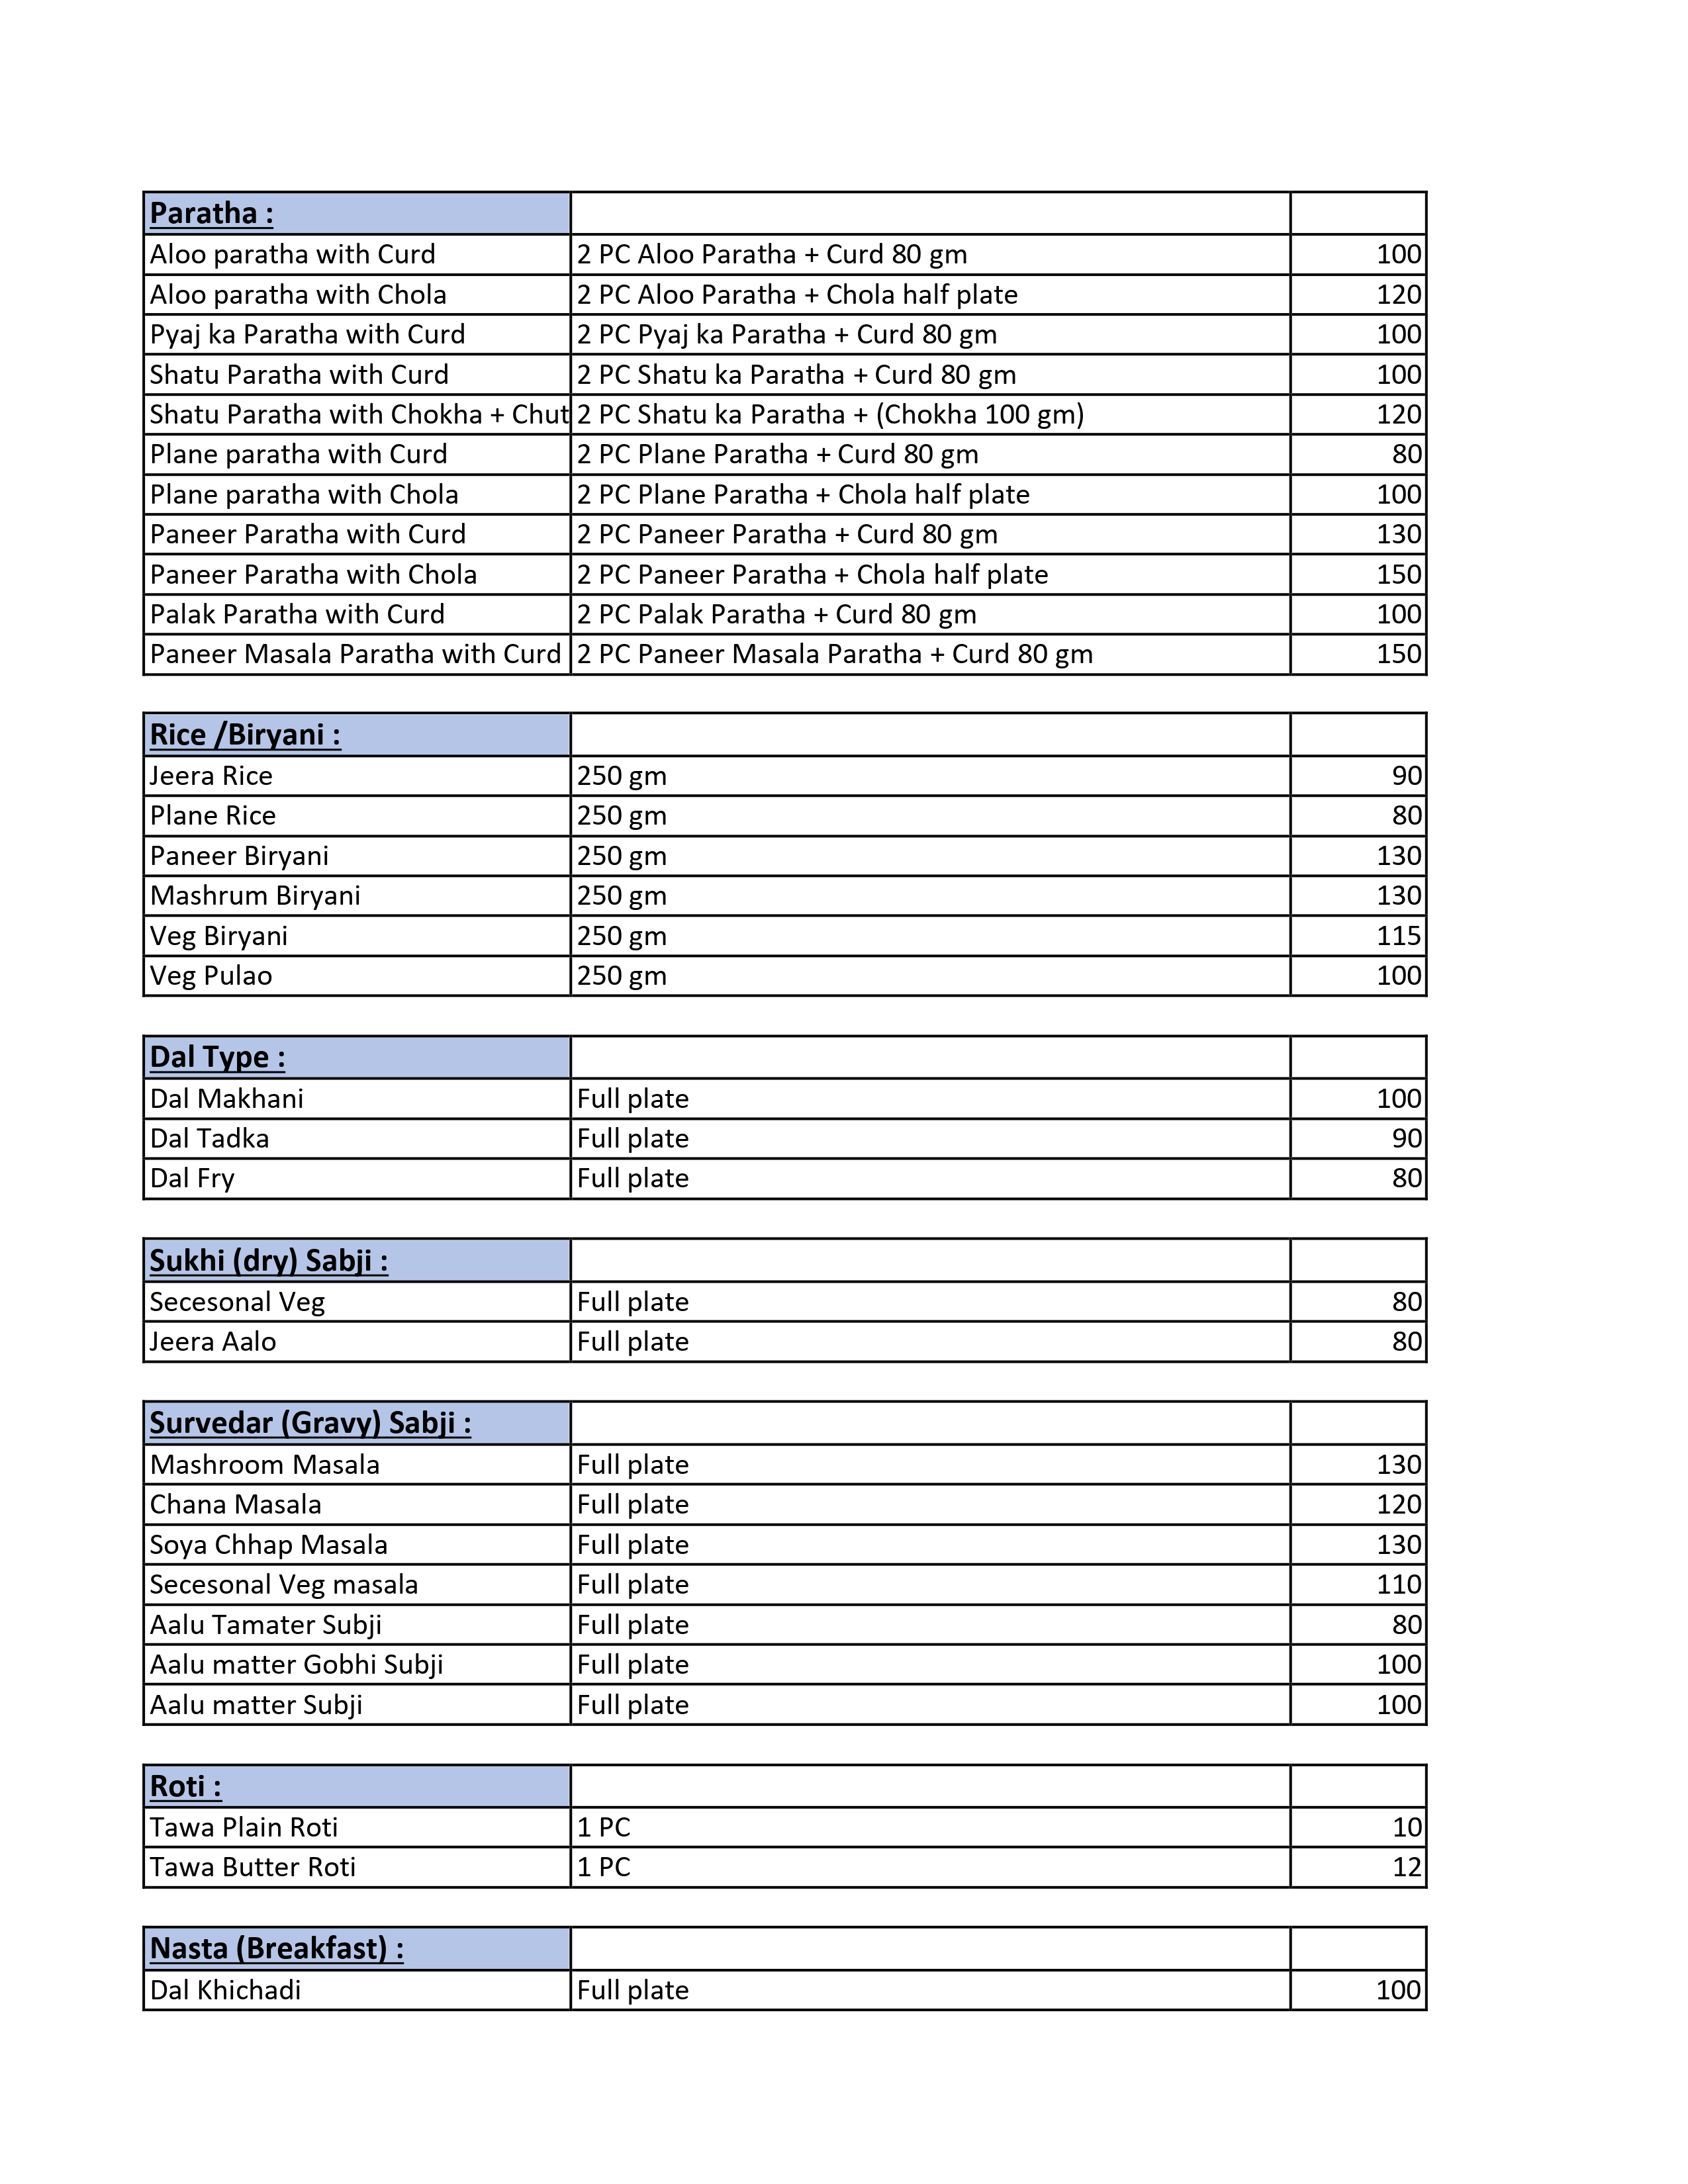 Paratha :
Aloo paratha with Curd 2 PC Aloo Paratha + Curd 80 gm 100
Aloo paratha with Chola 2 PC Aloo Paratha + Chola half plate 120
Pyaj ka Paratha with Curd 2 PC Pyaj ka Paratha + Curd 80 gm 100
Shatu Paratha with Curd 2 PC Shatu ka Paratha + Curd 80 gm 100
Shatu Paratha with Chokha + Chut 2 PC Shatu ka Paratha + (Chokha 100 gm) 120
Plane paratha with Curd 2 PC Plane Paratha + Curd 80 gm 80
Plane paratha with Chola 2 PC Plane Paratha + Chola half plate 100
Paneer Paratha with Curd 2 PC Paneer Paratha + Curd 80 gm 130
Paneer Paratha with Chola 2 PC Paneer Paratha + Chola half plate 150
Palak Paratha with Curd 2 PC Palak Paratha + Curd 80 gm 100
Paneer Masala Paratha with Curd 2 PC Paneer Masala Paratha + Curd 80 gm 150
Rice /Biryani :
Jeera Rice 250 gm 90
Plane Rice 250 gm 80
Paneer Biryani 250 gm 130
Mashrum Biryani 250 gm 130
Veg Biryani 250 gm 115
Veg Pulao 250 gm 100
Dal Type :
Dal Makhani Full plate 100
Dal Tadka Full plate 90
Dal Fry Full plate 80
Sukhi (dry) Sabji :
Secesonal Veg Full plate 80
Jeera Aalo Full plate 80
Survedar (Gravy) Sabji :
Mashroom Masala Full plate 130
Chana Masala Full plate 120
Soya Chhap Masala Full plate 130
Secesonal Veg masala Full plate 110
Aalu Tamater Subji Full plate 80
Aalu matter Gobhi Subji Full plate 100
Aalu matter Subji Full plate 100
Roti :
Tawa Plain Roti 1 PC 10
Tawa Butter Roti 1 PC 12
Nasta (Breakfast) :
Dal Khichadi Full plate 100